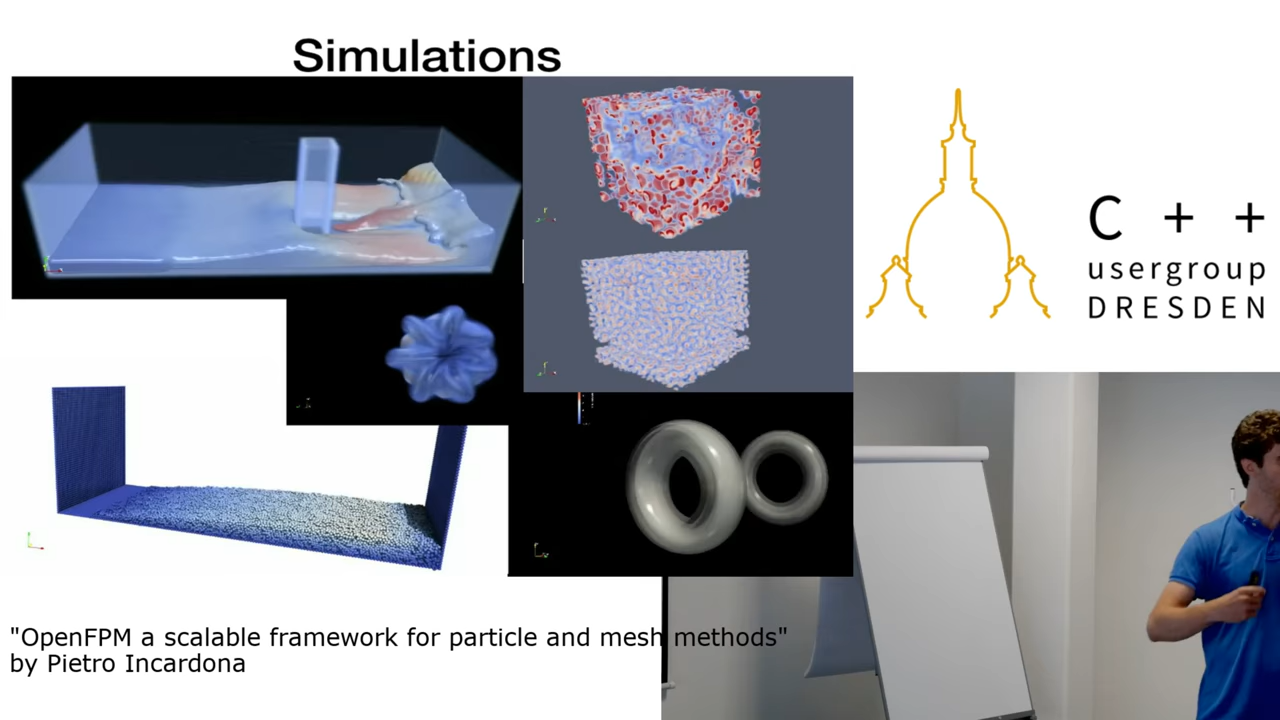 Simulations
C + +
usergroup
DRESDEN
"OpenFPM a scalable framework for particle and mesh methods"
by Pietro Incardona